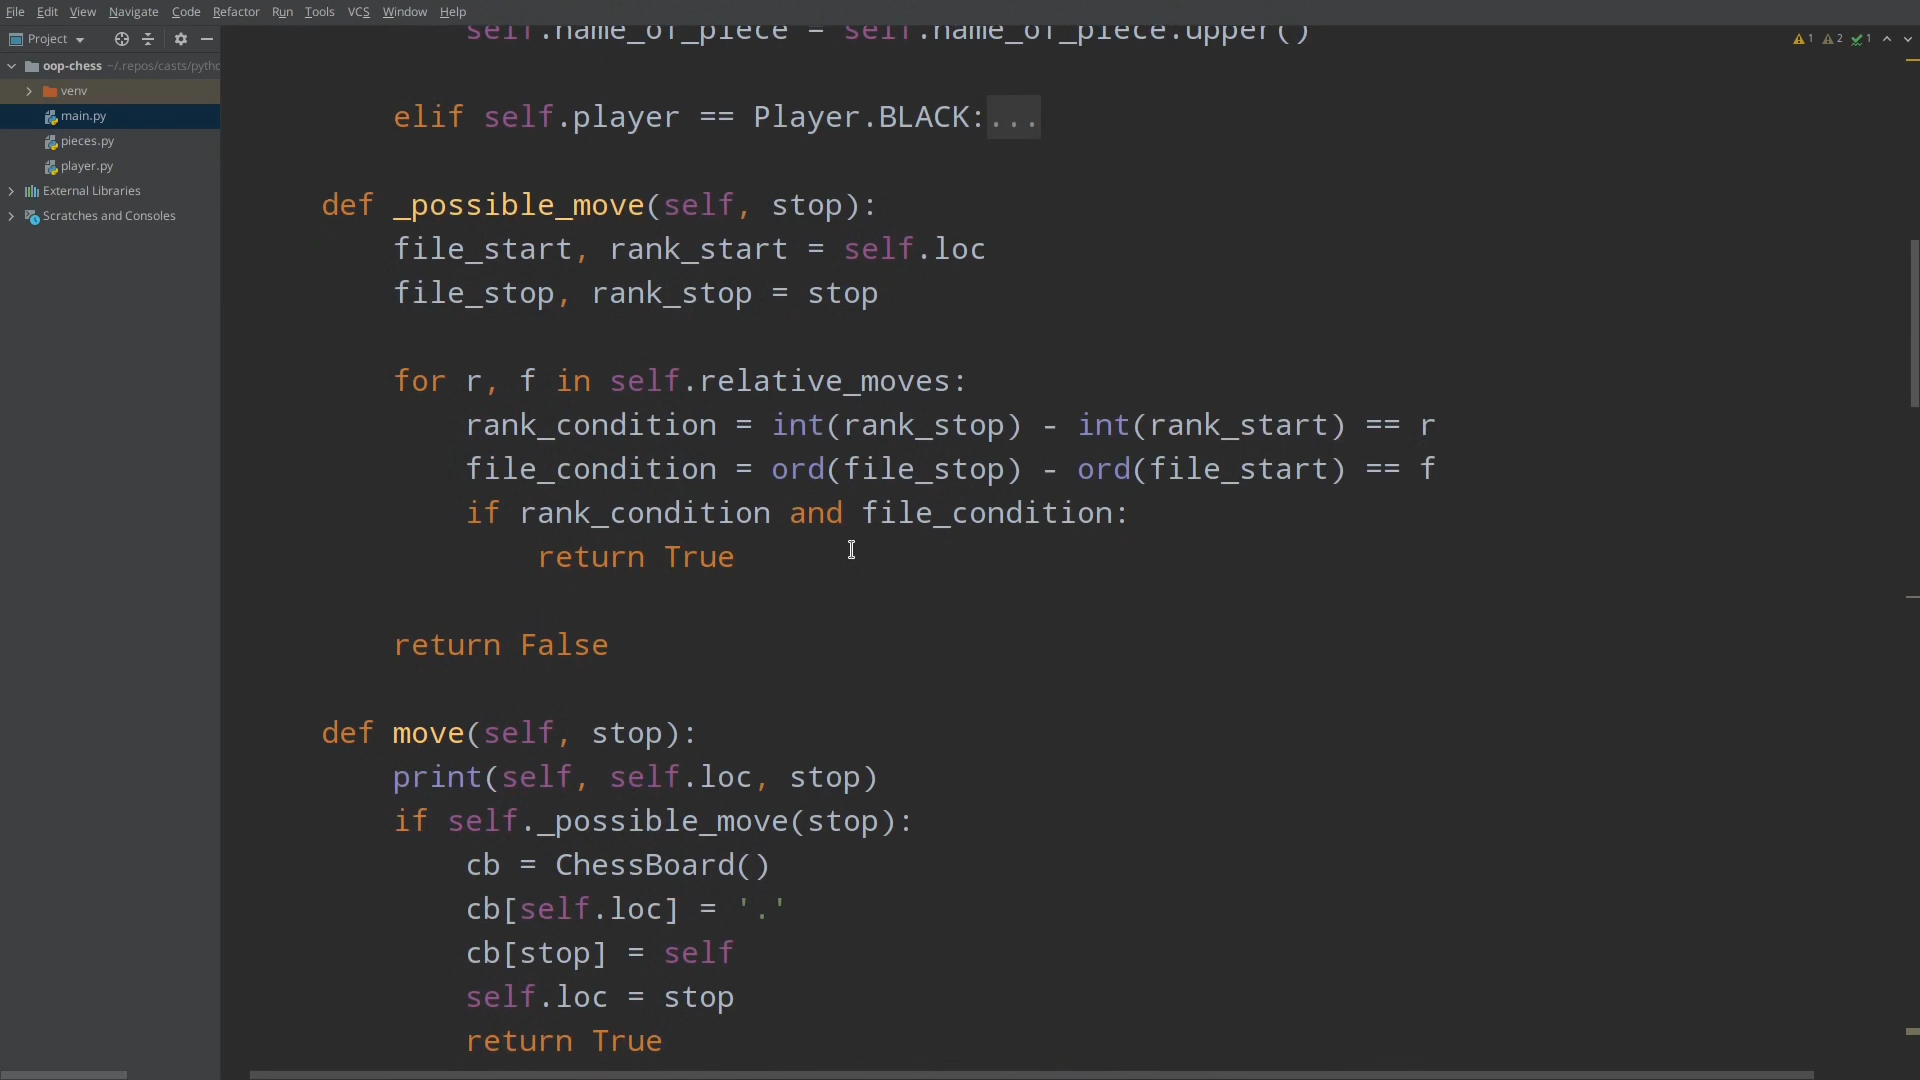 File Edit View Navigate Code Refactor Run Tools VCS Window Help
Project
oop-chess ~/.repos/casts/pytho
venv
main.py
pieces.py
player.py
External Libraries
Scratches and Consoles
1 2 1
self.name_of_piece = self.name_of_piece.upper()
elif self.player == Player.BLACK:...
def _possible_move(self, stop):
file_start, rank_start = self.loc
file_stop, rank_stop = stop
for r, f in self.relative_moves:
rank_condition = int(rank_stop) - int(rank_start) == r
file_condition = ord(file_stop) - ord(file_start) == f
if rank_condition and file_condition:
return True
return False
def move(self, stop):
print(self, self.loc, stop)
if self._possible_move(stop):
cb = ChessBoard()
cb[self.loc] = '.'
cb[stop] = self
self.loc = stop
return True